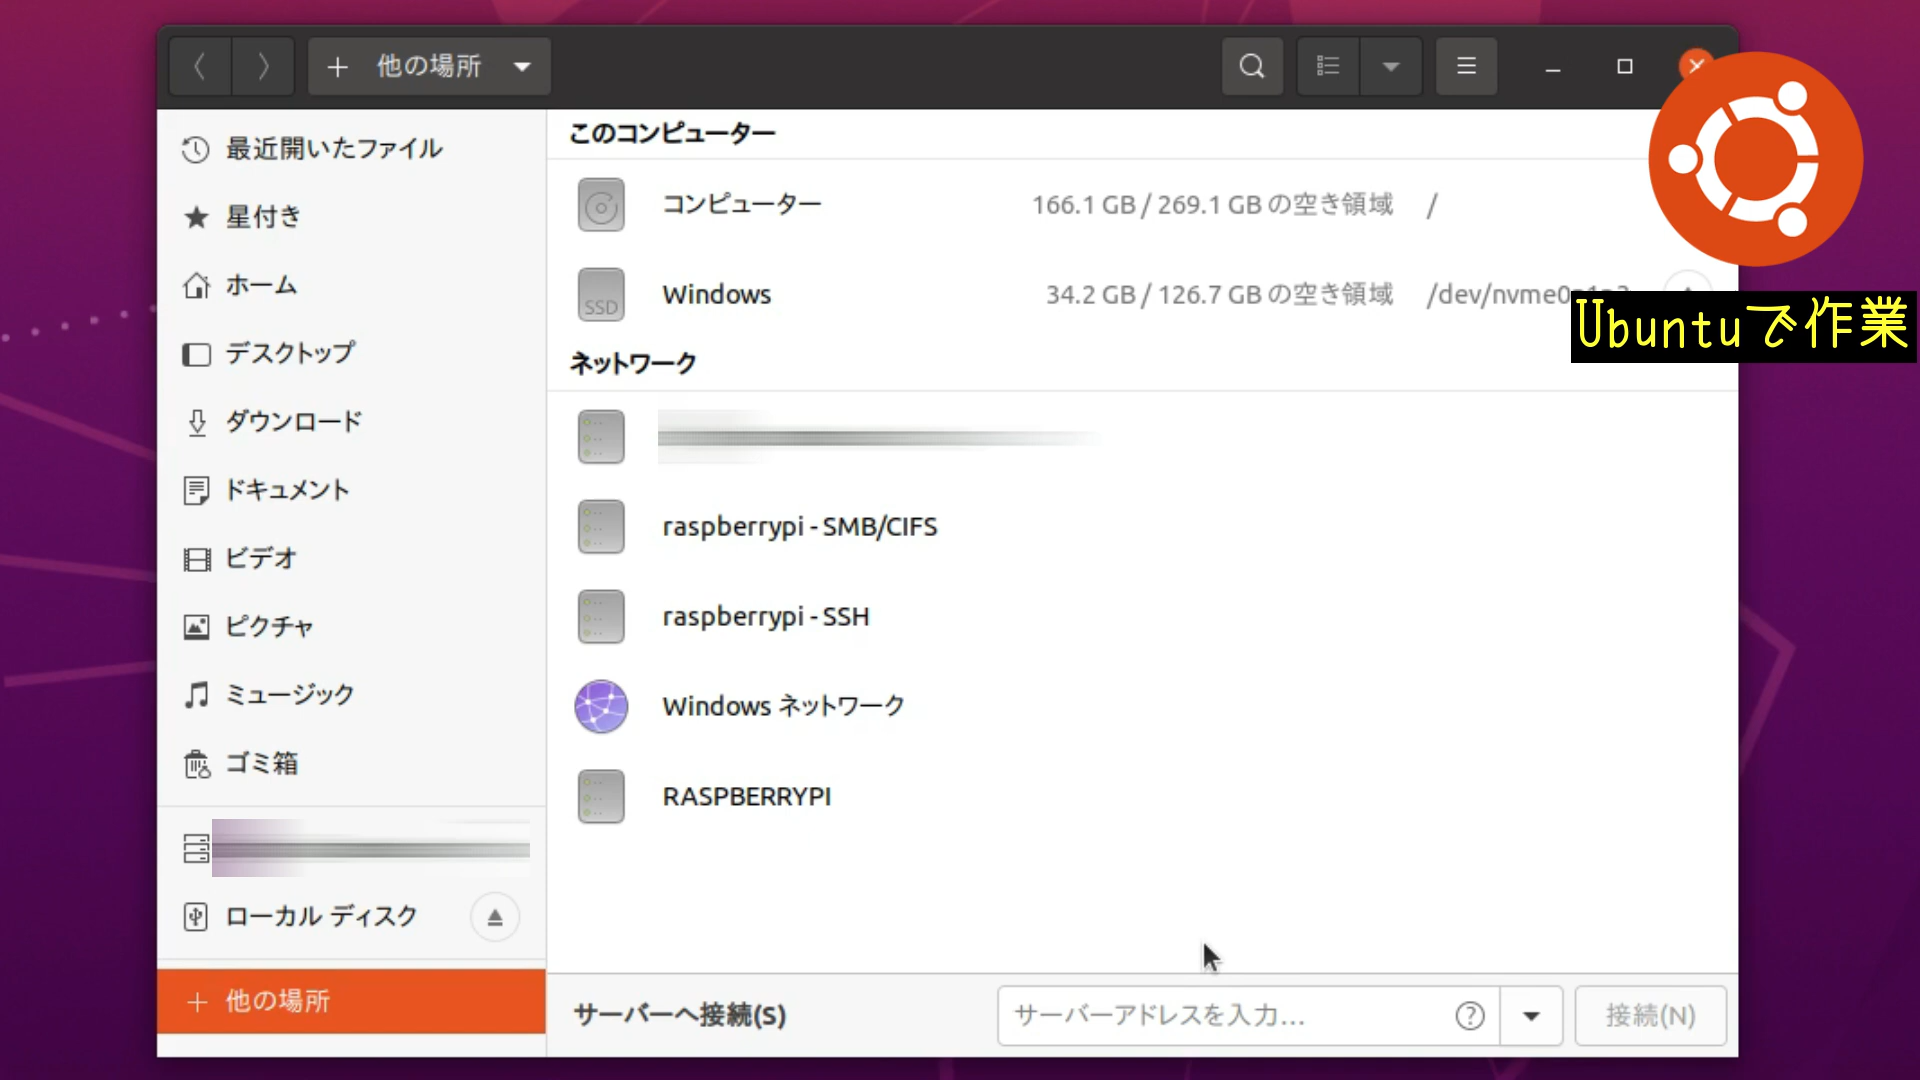 他の場所
最近開いたファイル
星付き
ホーム
デスクトップ
ダウンロード
ドキュメント
ビデオ
ピクチャ
ミュージック
ゴミ箱
ローカル ディスク
他の場所
このコンピューター
コンピューター 166.1 GB / 269.1 GB の空き領域 /
SSD Windows 34.2 GB / 126.7 GB の空き領域
Ubuntuで作業
ネットワーク
raspberrypi - SMB/CIFS
raspberrypi - SSH
Windows ネットワーク
RASPBERRYPI
サーバーへ接続(S) サーバーアドレスを入力... 接続(N)